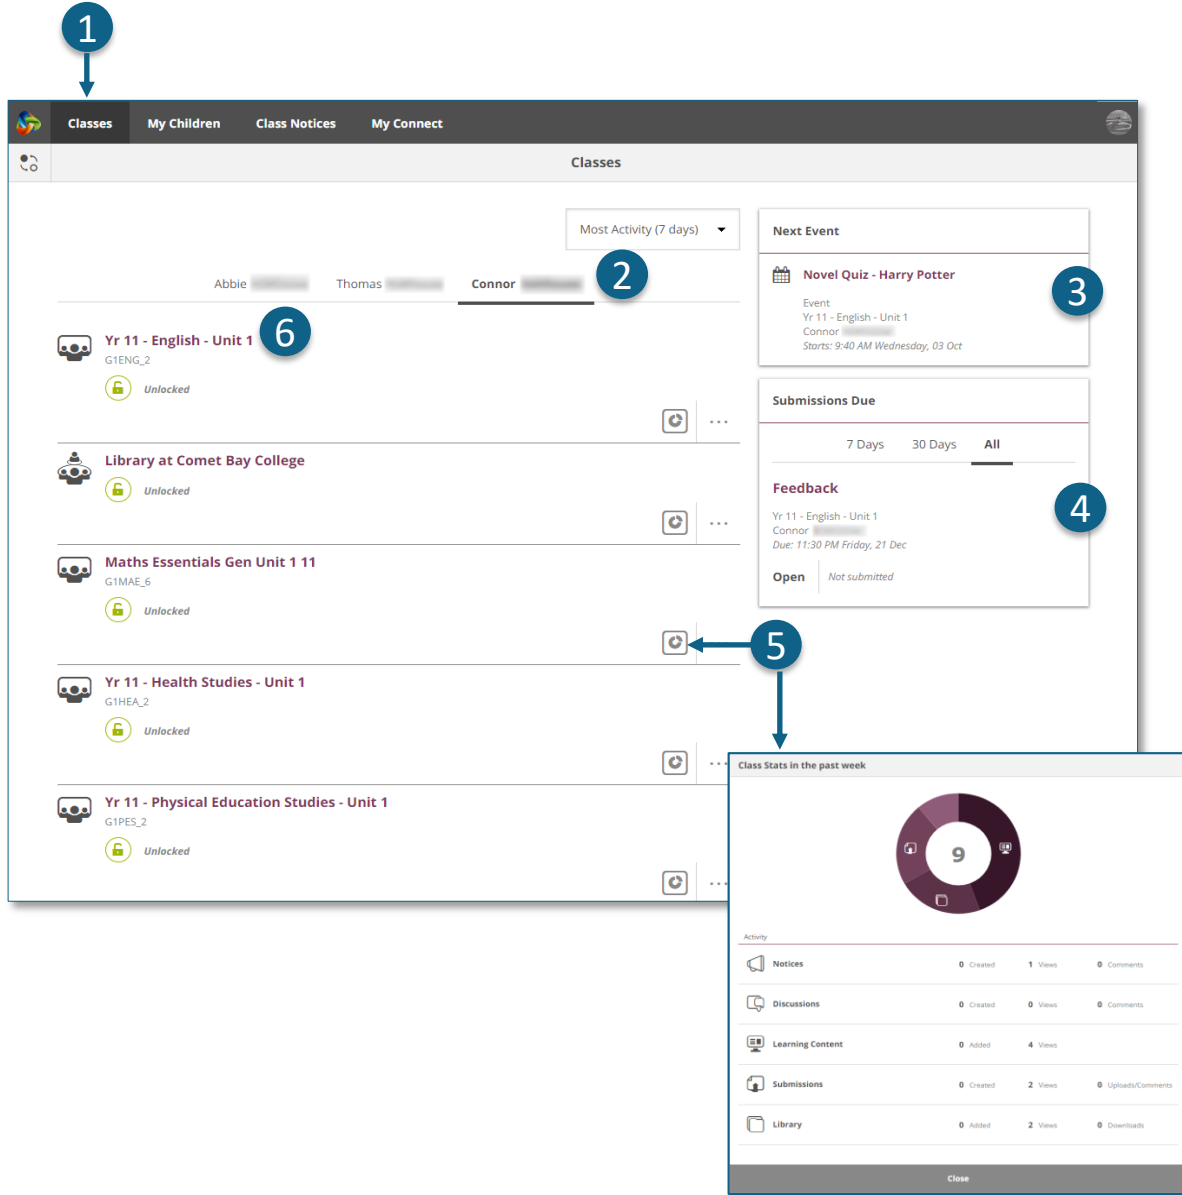 1
Classes My Children Class Notices My Connect
Classes
Most Activity (7 days)
2
Abbie Thomas Connor
6
Yr 11 - English - Unit 1
G1ENG_2
Unlocked
...
Library at Comet Bay College
Unlocked
...
Maths Essentials Gen Unit 1 11
G1MAE_6
Unlocked
Yr 11 - Health Studies - Unit 1
G1HEA_2
Unlocked
...
Yr 11 - Physical Education Studies - Unit 1
G1PES_2
Unlocked
...
Next Event
Novel Quiz - Harry Potter
3
Event
Yr 11 - English - Unit 1
Connor
Starts: 9:40 AM Wednesday, 03 Oct
Submissions Due
7 Days 30 Days All
Feedback
4
Yr 11 - English - Unit 1
Connor
Due: 11:30 PM Friday, 21 Dec
Open Not submitted
5
Class Stats in the past week
9
Activity
Notices 0 Created 1 Views 0 Comments
Discussions 0 Created 0 Views 0 Comments
Learning Content 0 Added 4 Views
Submissions 0 Created 2 Views 0 Uploads/Comments
Library 0 Added 2 Views 0 Downloads
Close